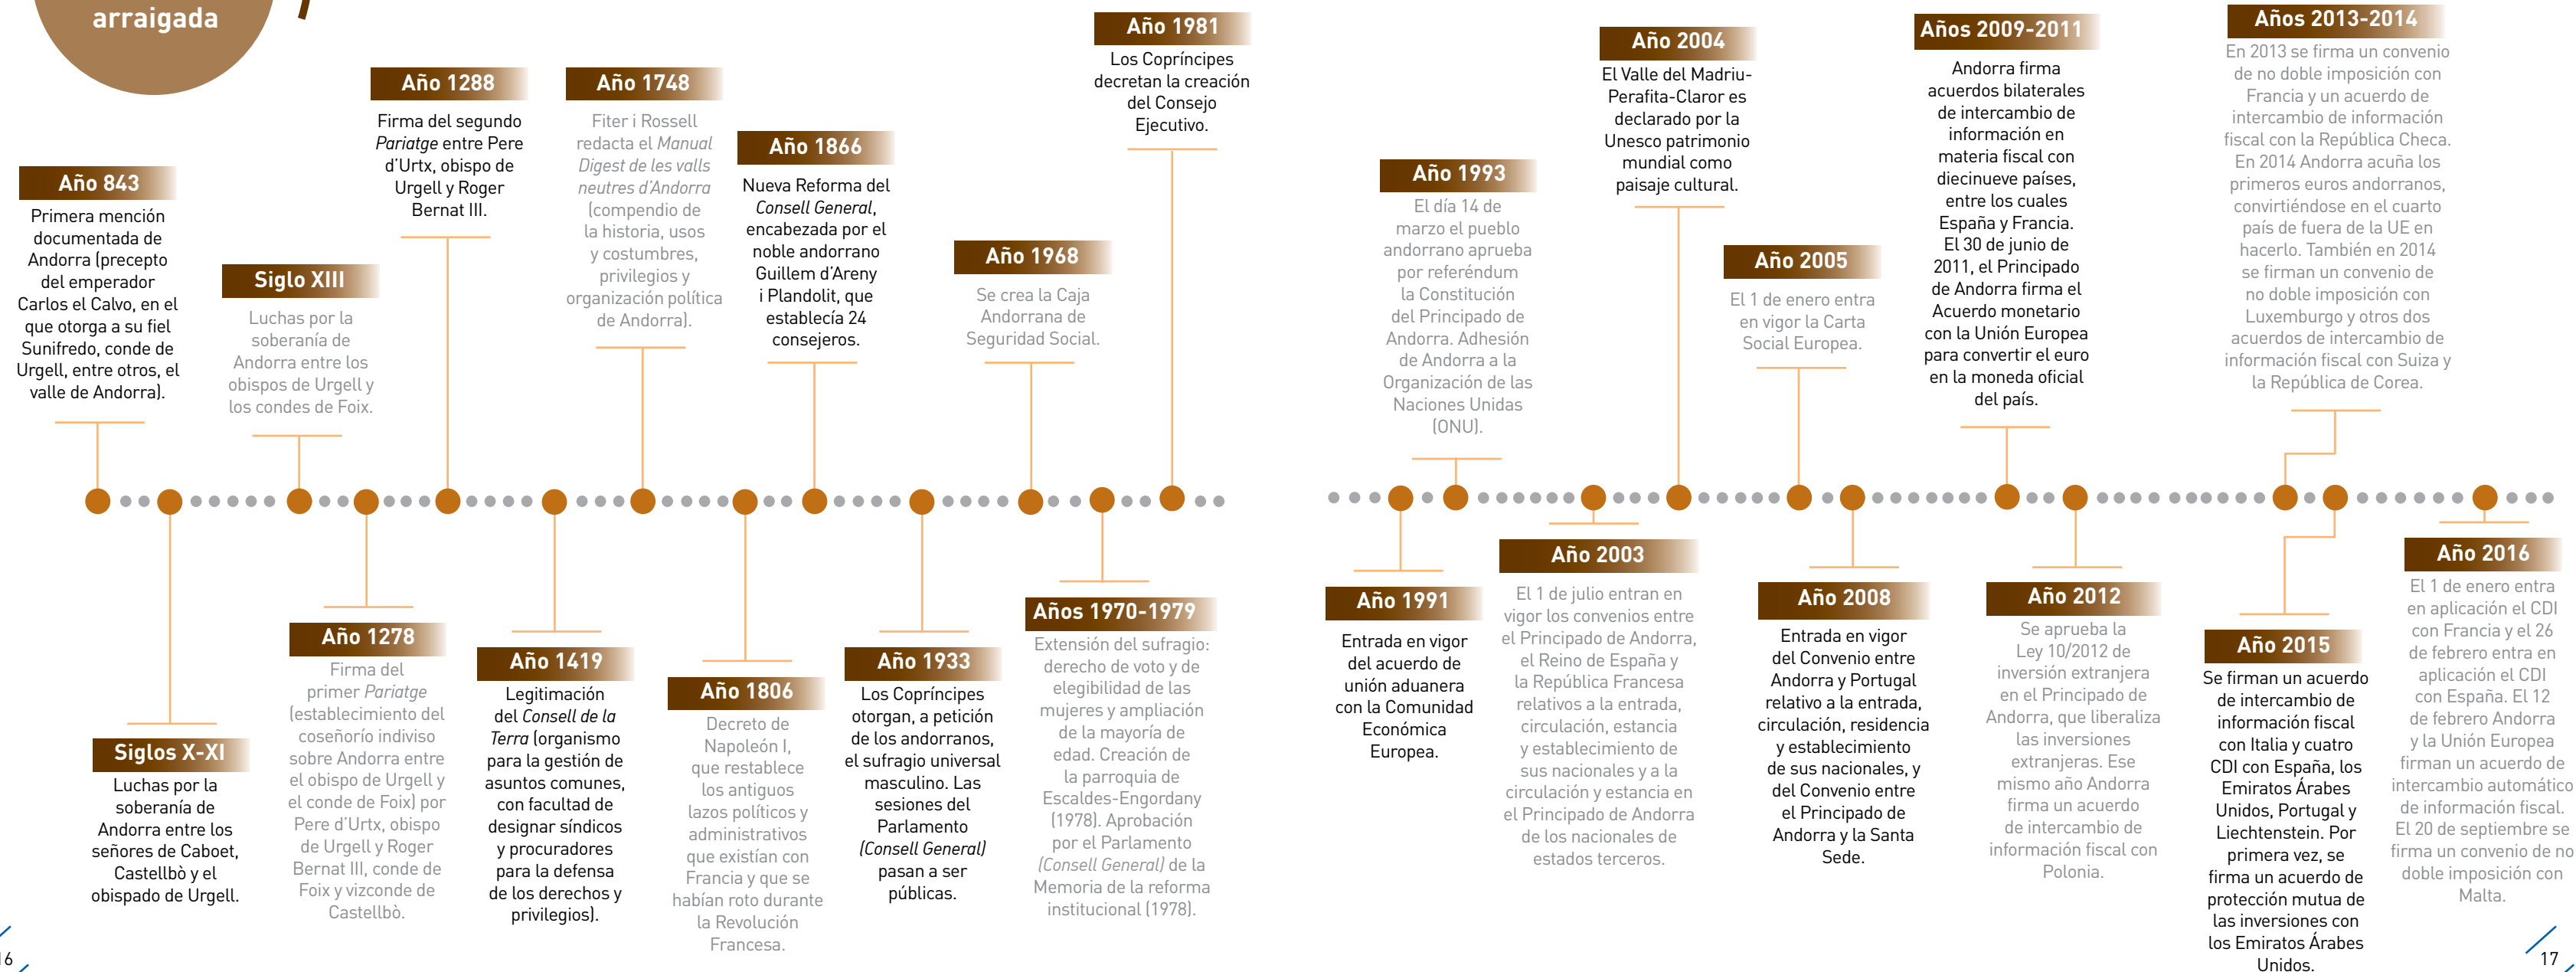 arraigada
Año 843
Primera mención
documentada de
Andorra (precepto
del emperador
Carlos el Calvo, en el
que otorga a su fiel
Sunifredo, conde de
Urgell, entre otros, el
valle de Andorra).
Siglos X-XI
Luchas por la
soberanía de
Andorra entre los
señores de Caboet,
Castellbò y el
obispado de Urgell.
Siglo XIII
Luchas por la
soberanía de
Andorra entre los
obispos de Urgell y
los condes de Foix.
Año 1278
Firma del
primer Pariatge
(establecimiento del
coseñorío indiviso
sobre Andorra entre
el obispo de Urgell y
el conde de Foix) por
Pere d'Urtx, obispo
de Urgell y Roger
Bernat III, conde de
Foix y vizconde de
Castellbò.
Año 1288
Firma del segundo
Pariatge entre Pere
d'Urtx, obispo de
Urgell y Roger
Bernat III.
Año 1419
Legitimación
del Consell de la
Terra (organismo
para la gestión de
asuntos comunes,
con facultad de
designar síndicos
y procuradores
para la defensa
de los derechos y
privilegios).
Año 1748
Fiter i Rossell
redacta el Manual
Digest de les valls
neutres d'Andorra
(compendio de
la historia, usos
y costumbres,
privilegios y
organización política
de Andorra).
Año 1806
Decreto de
Napoleón I,
que restablece
los antiguos
lazos políticos y
administrativos
que existían con
Francia y que se
habían roto durante
la Revolución
Francesa.
Año 1866
Nueva Reforma del
Consell General,
encabezada por el
noble andorrano
Guillem d'Areny
i Plandolit, que
establecía 24
consejeros.
Año 1933
Los Copríncipes
otorgan, a petición
de los andorranos,
el sufragio universal
masculino. Las
sesiones del
Parlamento
(Consell General)
pasan a ser
públicas.
Año 1968
Se crea la Caja
Andorrana de
Seguridad Social.
Años 1970-1979
Extensión del sufragio:
derecho de voto y de
elegibilidad de las
mujeres y ampliación
de la mayoría de
edad. Creación de
la parroquia de
Escaldes-Engordany
(1978). Aprobación
por el Parlamento
(Consell General) de la
Memoria de la reforma
institucional (1978).
Año 1981
Los Copríncipes
decretan la creación
del Consejo
Ejecutivo.
Año 1991
Entrada en vigor
del acuerdo de
unión aduanera
con la Comunidad
Económica
Europea.
Año 1993
El día 14 de
marzo el pueblo
andorrano aprueba
por referéndum
la Constitución
del Principado de
Andorra. Adhesión
de Andorra a la
Organización de las
Naciones Unidas
(ONU).
Año 2003
El 1 de julio entran en
vigor los convenios entre
el Principado de Andorra,
el Reino de España y
la República Francesa
relativos a la entrada,
circulación, estancia
y establecimiento de
sus nacionales y a la
circulación y estancia en
el Principado de Andorra
de los nacionales de
estados terceros.
Año 2004
El Valle del Madriu-
Perafita-Claror es
declarado por la
Unesco patrimonio
mundial como
paisaje cultural.
Año 2005
El 1 de enero entra
en vigor la Carta
Social Europea.
Año 2008
Entrada en vigor
del Convenio entre
Andorra y Portugal
relativo a la entrada,
circulación, residencia
y establecimiento
de sus nacionales, y
del Convenio entre
el Principado de
Andorra y la Santa
Sede.
Años 2009-2011
Andorra firma
acuerdos bilaterales
de intercambio de
información en
materia fiscal con
diecinueve países,
entre los cuales
España y Francia.
El 30 de junio de
2011, el Principado
de Andorra firma el
Acuerdo monetario
con la Unión Europea
para convertir el euro
en la moneda oficial
del país.
Año 2012
Se aprueba la
Ley 10/2012 de
inversión extranjera
en el Principado de
Andorra, que liberaliza
las inversiones
extranjeras. Ese
mismo año Andorra
firma un acuerdo
de intercambio de
información fiscal con
Polonia.
Años 2013-2014
En 2013 se firma un convenio
de no doble imposición con
Francia y un acuerdo de
intercambio de información
fiscal con la República Checa.
En 2014 Andorra acuña los
primeros euros andorranos,
convirtiéndose en el cuarto
país de fuera de la UE en
hacerlo. También en 2014
se firman un convenio de
no doble imposición con
Luxemburgo y otros dos
acuerdos de intercambio de
información fiscal con Suiza y
la República de Corea.
Año 2015
Se firman un acuerdo
de intercambio de
información fiscal
con Italia y cuatro
CDI con España, los
Emiratos Árabes
Unidos, Portugal y
Liechtenstein. Por
primera vez, se
firma un acuerdo de
protección mutua de
las inversiones con
los Emiratos Árabes
Unidos.
Año 2016
El 1 de enero entra
en aplicación el CDI
con Francia y el 26
de febrero entra en
aplicación el CDI
con España. El 12
de febrero Andorra
y la Unión Europea
firman un acuerdo de
intercambio automático
de información fiscal.
El 20 de septiembre se
firma un convenio de no
doble imposición con
Malta.
16
17